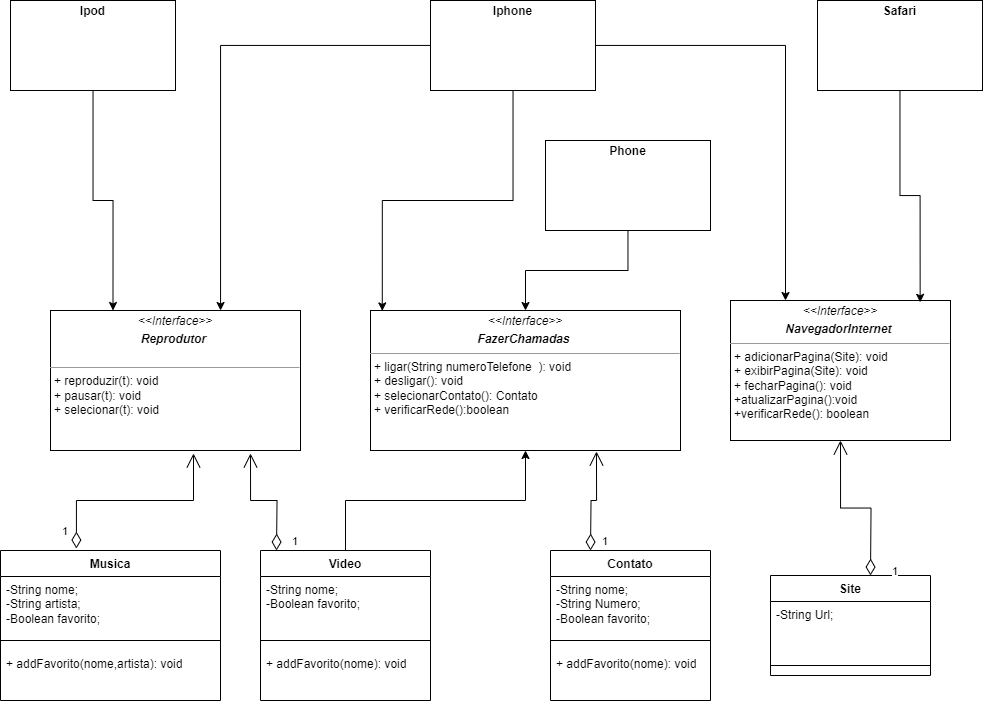 Ipod
Iphone
Safari
Phone
<<Interface>>
Reprodutor
+ reproduzir(t): void
+ pausar(t): void
+ selecionar(t): void
<<Interface>>
FazerChamadas
+ ligar(String numeroTelefone  ): void
+ desligar(): void
+ selecionarContato(): Contato
+ verificarRede():boolean
<<Interface>>
NavegadorInternet
+ adicionarPagina(Site): void
+ exibirPagina(Site): void
+ fecharPagina(): void
+atualizarPagina():void
+verificarRede(): boolean
1
Musica
-String nome;
-String artista;
-Boolean favorito;
+ addFavorito(nome,artista): void
1
Video
-String nome;
-Boolean favorito;
+ addFavorito(nome): void
1
Contato
-String nome;
-String Numero;
-Boolean favorito;
+ addFavorito(nome): void
1
Site
-String Url;